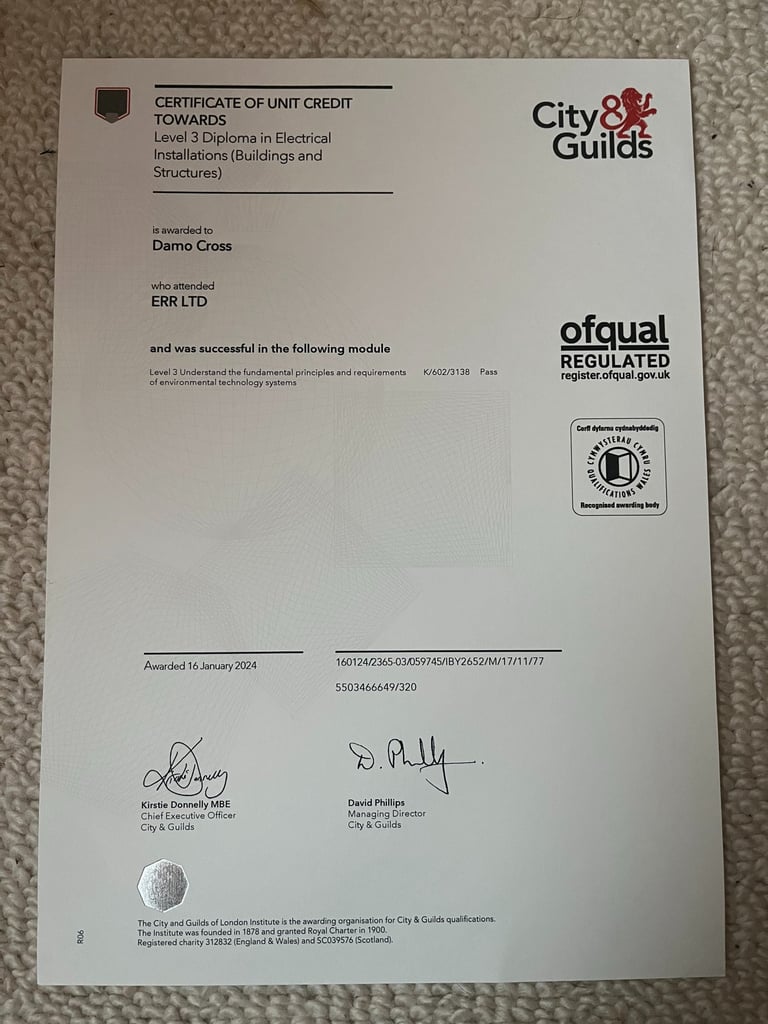 CERTIFICATE OF UNIT CREDIT
TOWARDS
Level 3 Diploma in Electrical
Installations (Buildings and
Structures)
City & Guilds
is awarded to
Damo Cross
who attended
ERR LTD
ofqual
REGULATED
register.ofqual.gov.uk
and was successful in the following module
Level 3 Understand the fundamental principles and requirements K/602/3138 Pass
of environmental technology systems
Corff dyfarnu cydnabyddedig
CYMWYSTERAU CYMRU
QUALIFICATIONS WALES
Recognised awarding body
Awarded 16 January 2024
160124/2365-03/059745/IBY2652/M/17/11/77
5503466649/320
D. Phillips.
Kirstie Donnelly MBE
Chief Executive Officer
City & Guilds
David Phillips
Managing Director
City & Guilds
The City and Guilds of London Institute is the awarding organisation for City & Guilds qualifications.
The Institute was founded in 1878 and granted Royal Charter in 1900.
Registered charity 312832 (England & Wales) and SC039576 (Scotland).
R06